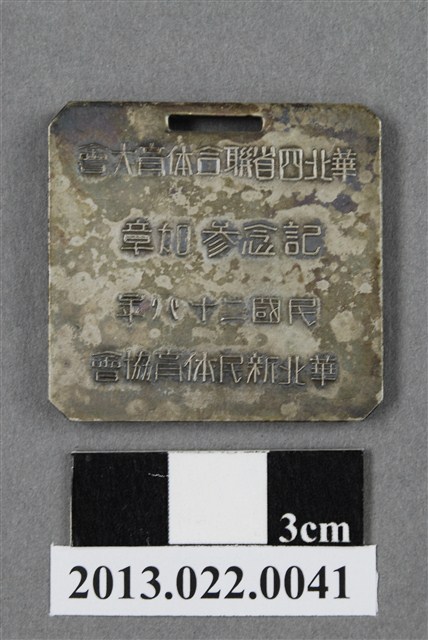 華北四省聯合体育大會
記念參加章
民國二十八年
華北新民体育協會
3cm
2013.022.0041